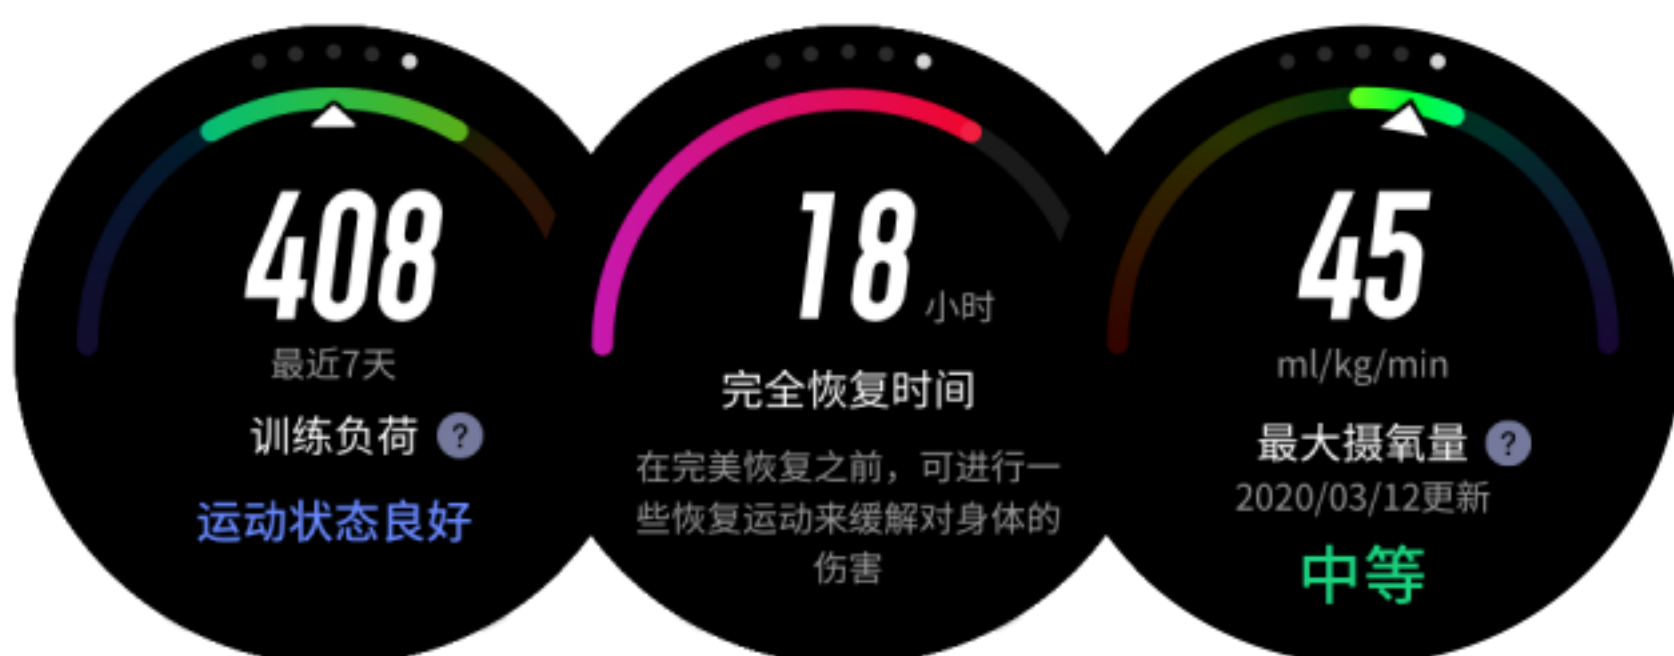 408
最近7天
训练负荷 ?
运动状态良好
18 小时
完全恢复时间
在完美恢复之前，可进行一
些恢复运动来缓解对身体的
伤害
45
ml/kg/min
最大摄氧量 ?
2020/03/12更新
中等